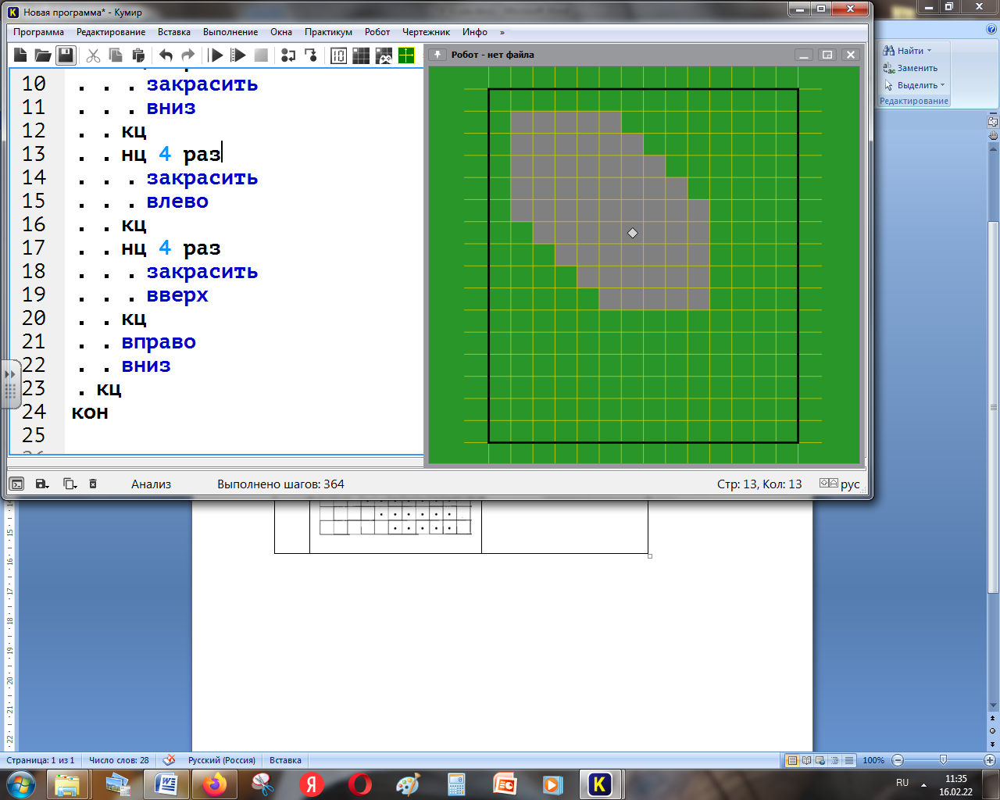 Новая программа* - Кумир
Программа Редактирование Вставка Выполнение Окна Практикум Робот Чертежник Инфо »
Робот - нет файла
10 . . . закрасить
11 . . . вниз
12 . . кц
13 . . нц 4 раз
14 . . . закрасить
15 . . . влево
16 . . кц
17 . . нц 4 раз
18 . . . закрасить
19 . . . вверх
20 . . кц
21 . . вправо
22 . . вниз
23 . кц
24 кон
25
Анализ Выполнено шагов: 364 Стр: 13, Кол: 13 рус
Найти
Заменить
Выделить
Редактирование
Страница: 1 из 1 Число слов: 28 Русский (Россия) Вставка 100%
RU 11:35
16.02.22